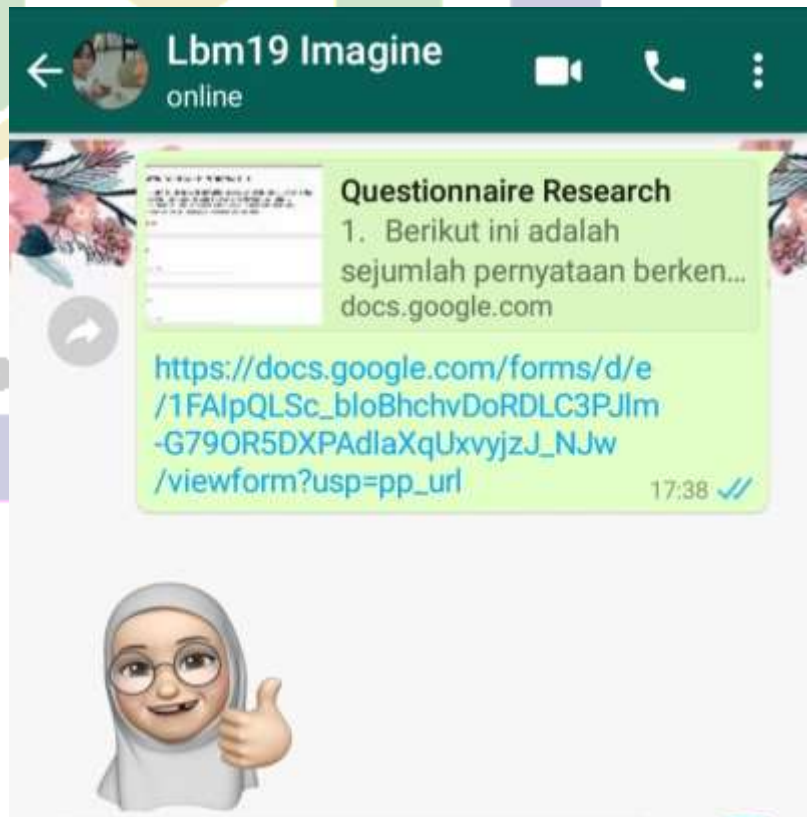 Lbm19 Imagine
online
Questionnaire Research
1. Berikut ini adalah
sejumlah pernyataan berken...
docs.google.com
https://docs.google.com/forms/d/e
/1FAIpQLSc_bloBhchvDoRDLC3PJIm
-G79OR5DXPAdlaXqUxvyjzJ_NJw
/viewform?usp=pp_url
17:38